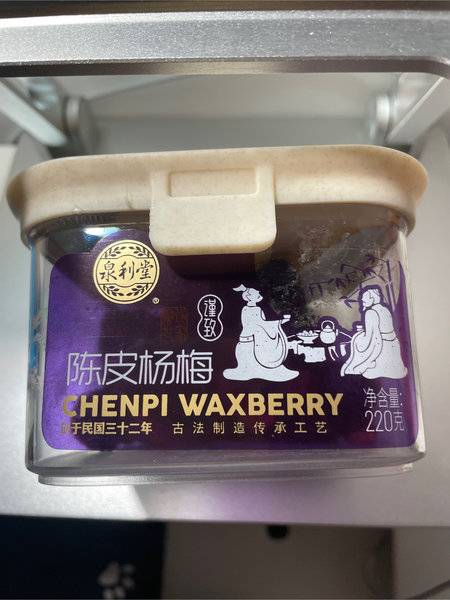 泉利堂
®
谨致
陈皮杨梅
CHENPI WAXBERRY
于民国三十二年 古法制造传承工艺
净含量:
220克